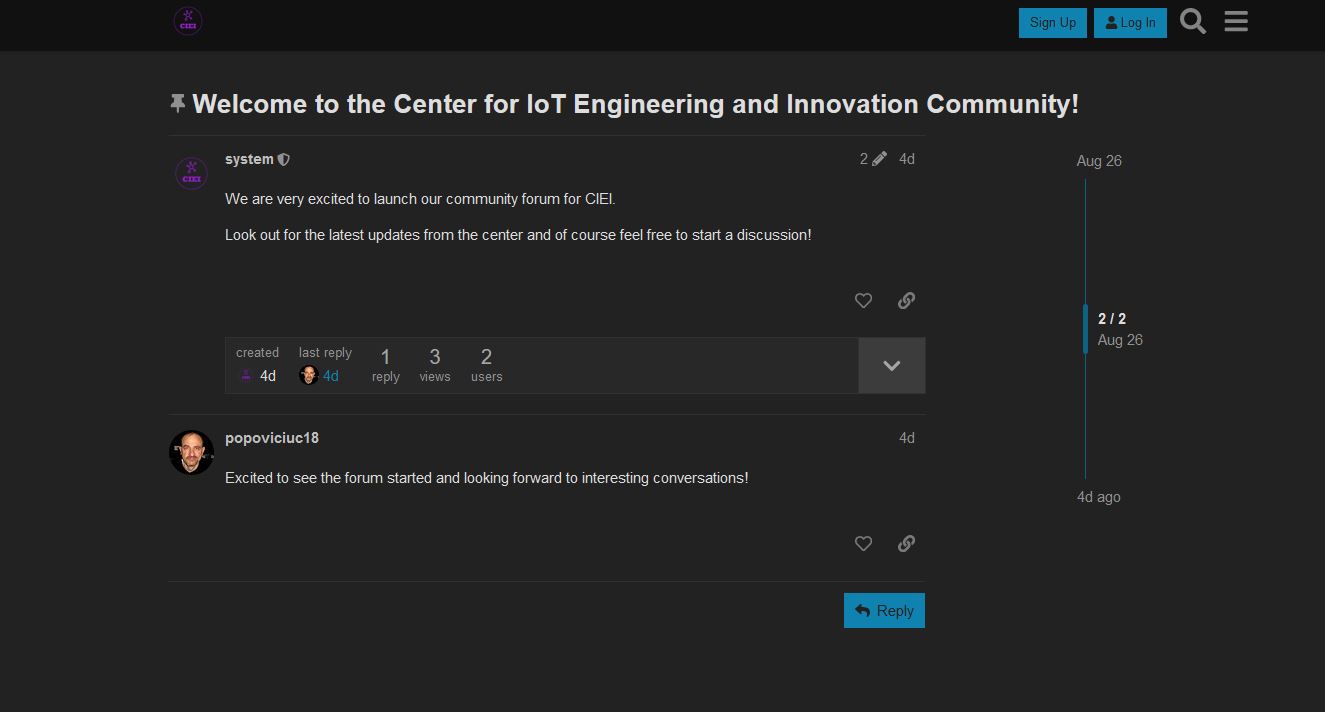 CIEI
Sign Up
Log In
Welcome to the Center for IoT Engineering and Innovation Community!
CIEI
system
2
4d
Aug 26
We are very excited to launch our community forum for CIEI.
Look out for the latest updates from the center and of course feel free to start a discussion!
2 / 2
Aug 26
created
last reply
1
3
2
4d
4d
reply
views
users
popoviciuc18
4d
Excited to see the forum started and looking forward to interesting conversations!
4d ago
Reply